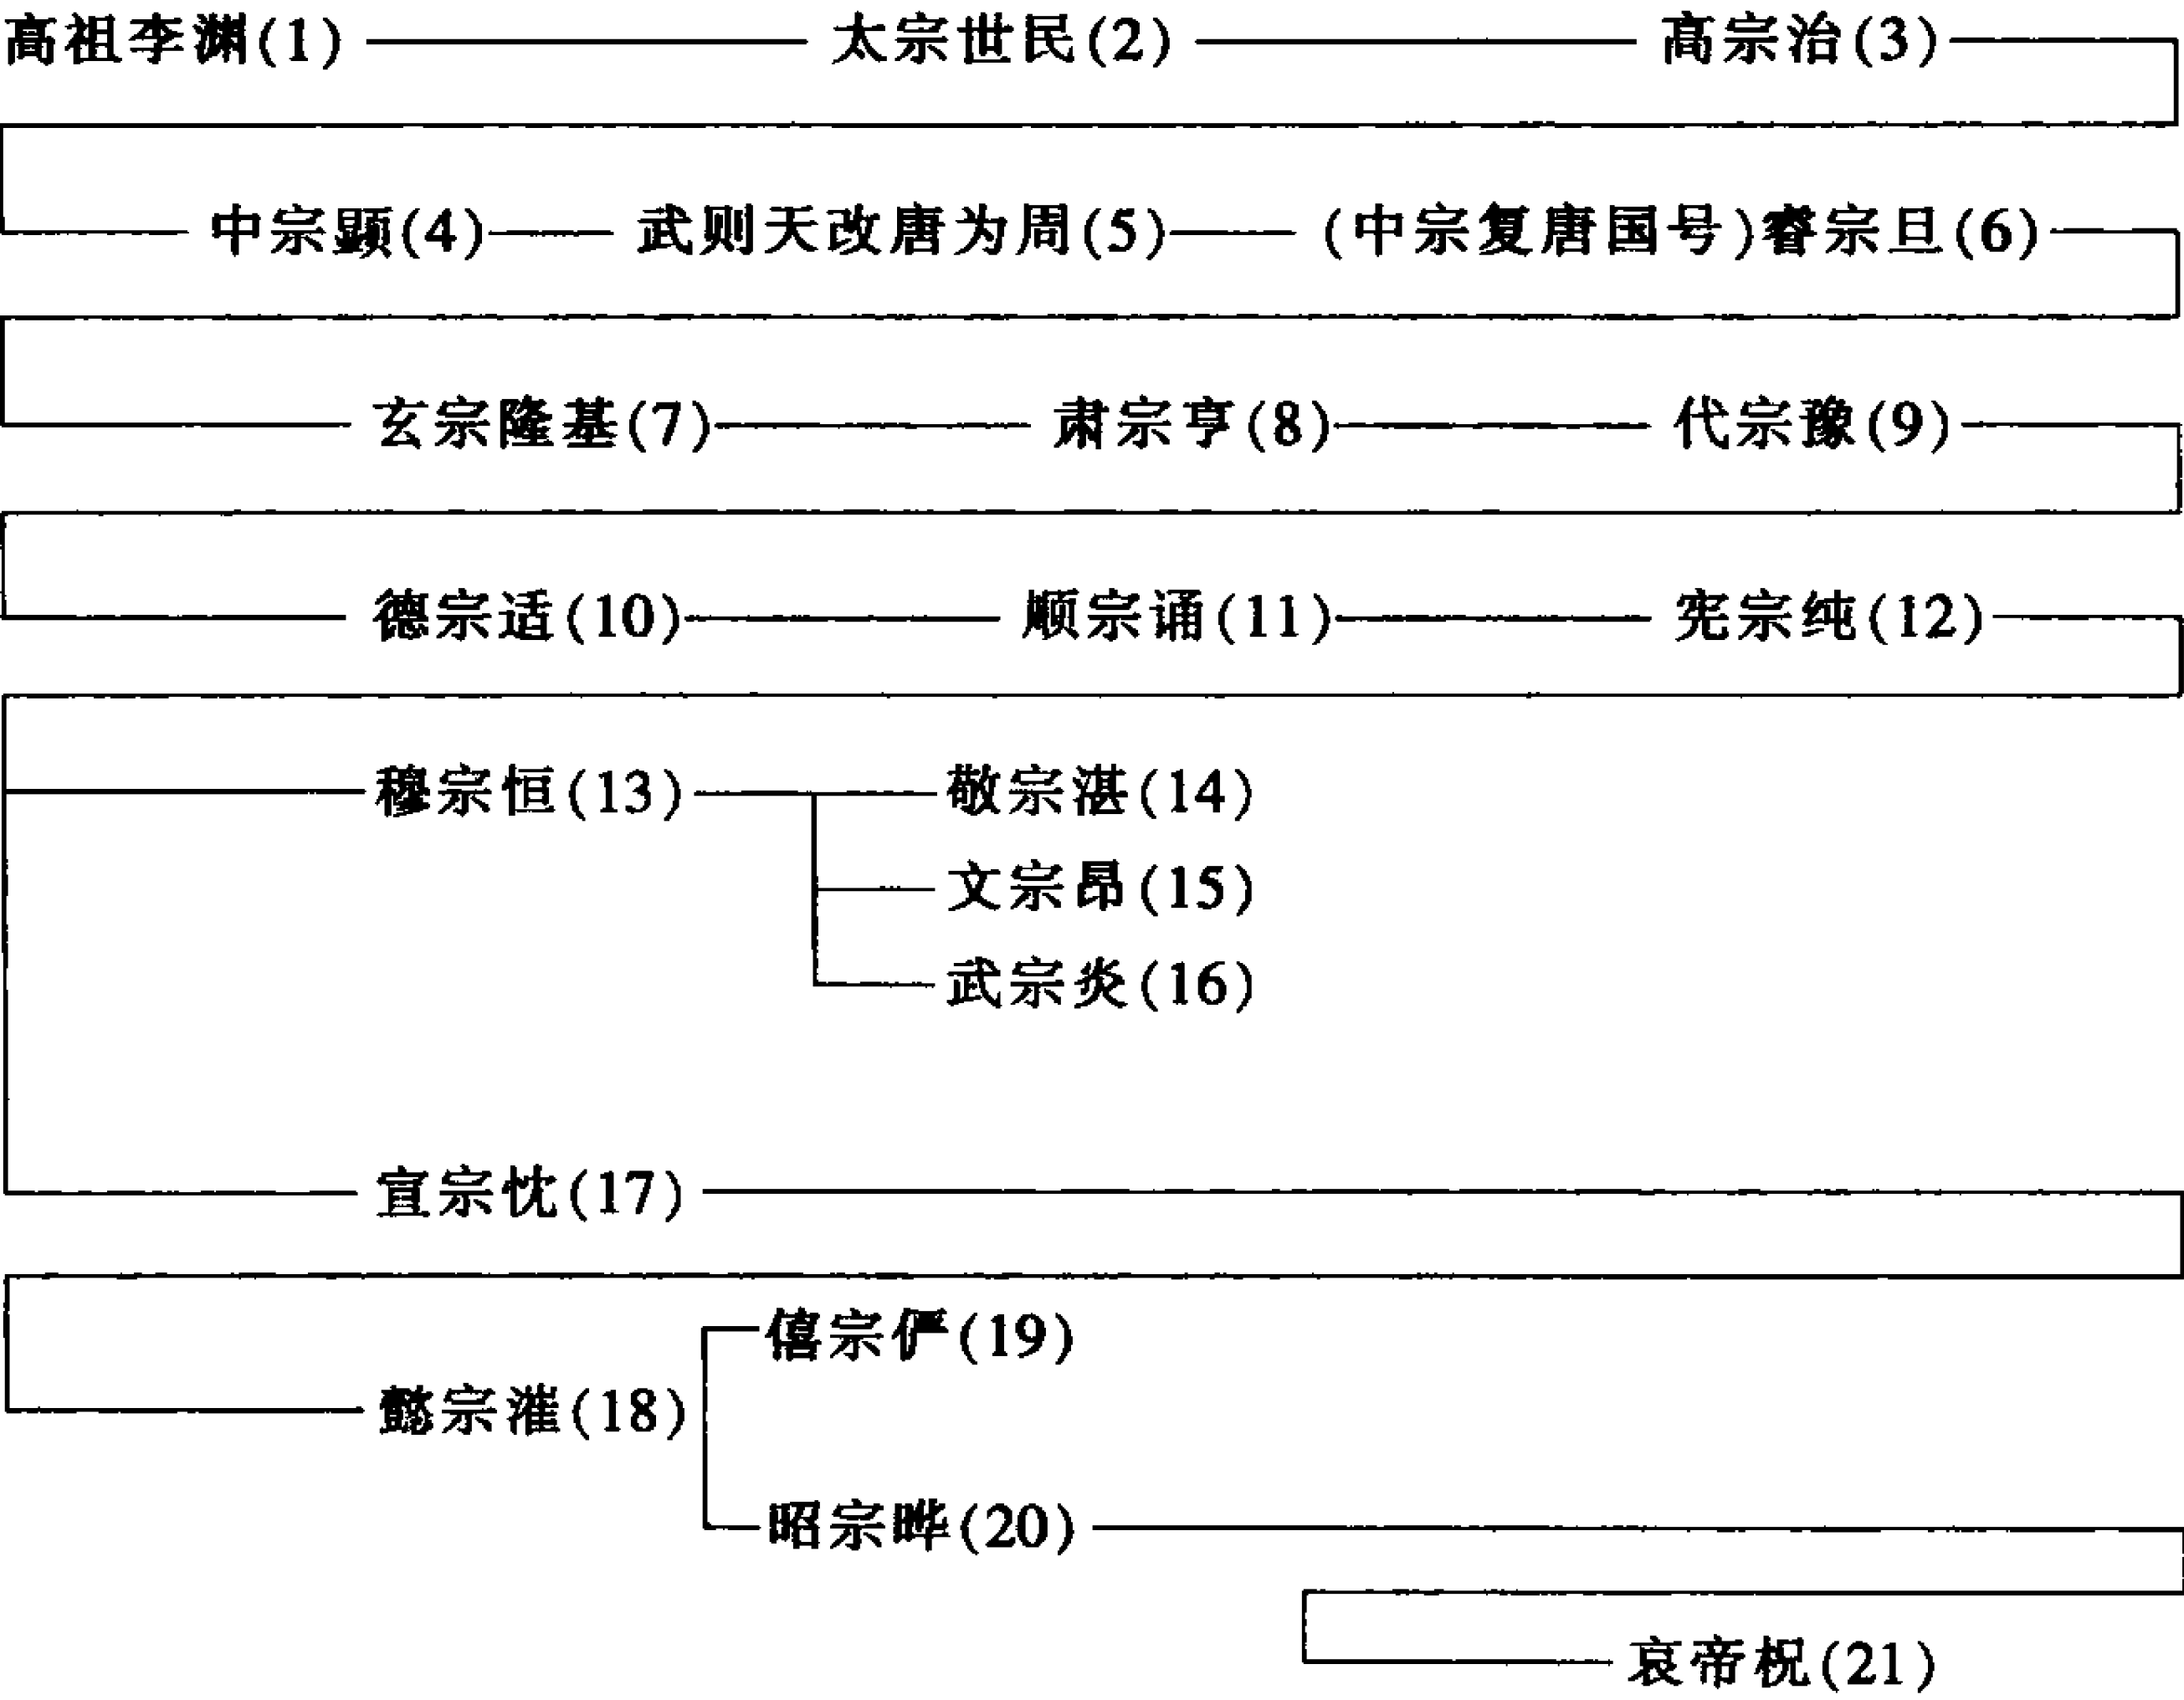 高祖李渊(1) 太宗世民(2) 高宗治(3)
中宗顕(4) 武则天改唐为周(5) (中宗复唐国号)睿宗旦(6)
玄宗隆基(7) 肃宗亨(8) 代宗豫(9)
德宗适(10) 顺宗诵(11) 宪宗纯(12)
穆宗恒(13) 敬宗湛(14)
文宗昂(15)
武宗炎(16)
宣宗忱(17)
僖宗俨(19)
懿宗漼(18)
昭宗晔(20)
哀帝柷(21)